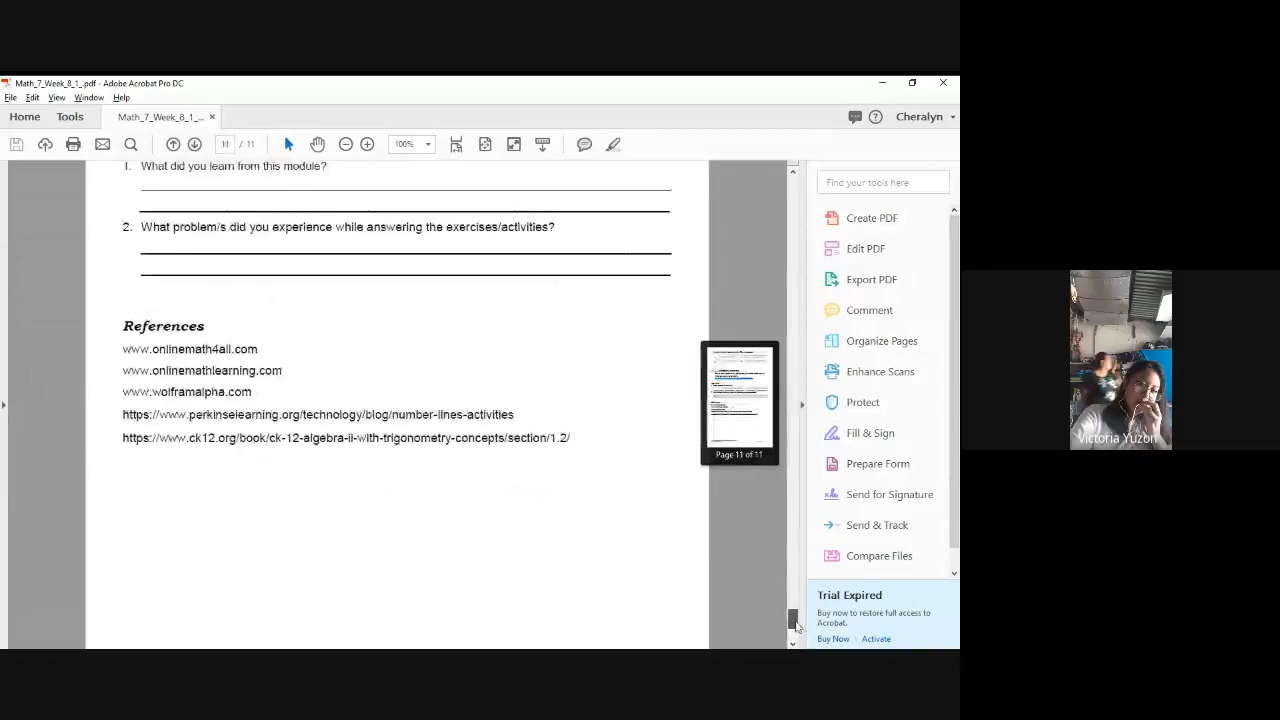 Math_7_Week_8_1_.pdf - Adobe Acrobat Pro DC
File Edit View Window Help
Home Tools Math_7_Week_8_1_... × Cheralyn
11 / 11 100%
1. What did you learn from this module?
2. What problem/s did you experience while answering the exercises/activities?
References
www.onlinemath4all.com
www.onlinemathlearning.com
www.wolframalpha.com
https://www.perkinselearning.org/technology/blog/number-lines-activities
https://www.ck12.org/book/ck-12-algebra-ii-with-trigonometry-concepts/section/1.2/
Page 11 of 11
Find your tools here
Create PDF
Edit PDF
Export PDF
Comment
Organize Pages
Enhance Scans
Protect
Fill & Sign
Prepare Form
Send for Signature
Send & Track
Compare Files
Trial Expired
Buy now to restore full access to
Acrobat.
Buy Now Activate
Victoria Yuzon